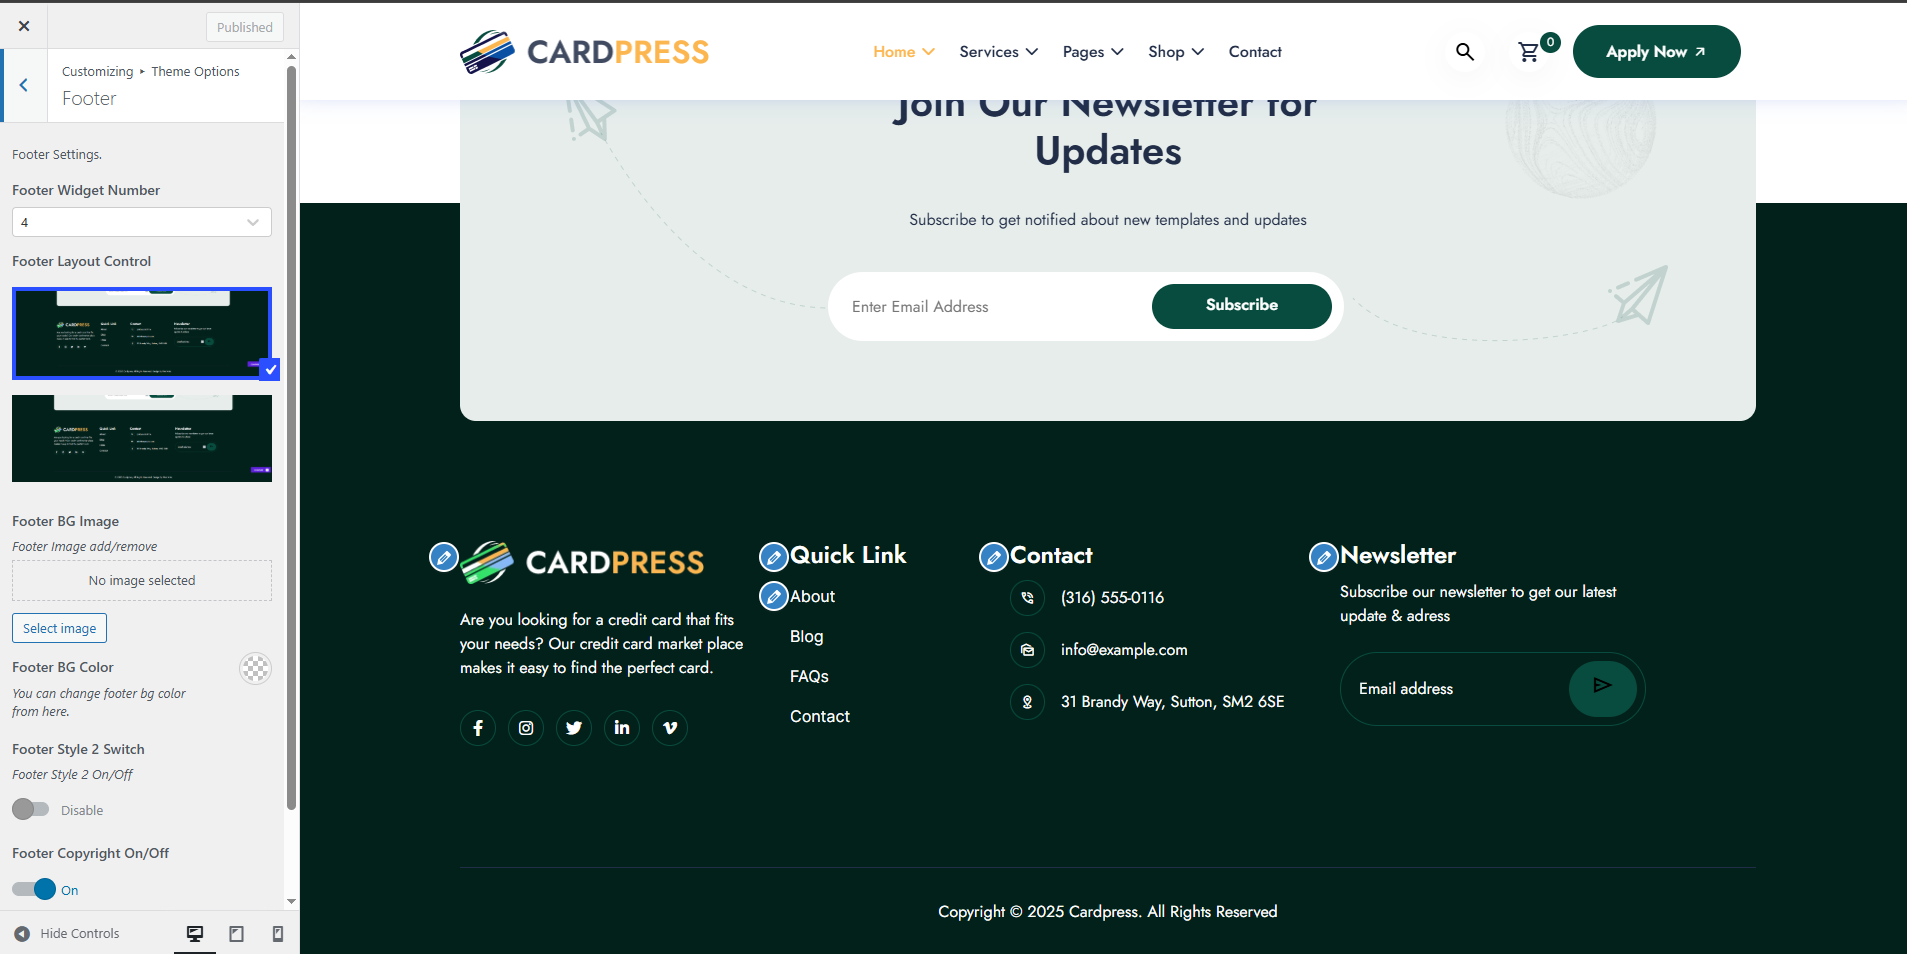 Published
Customizing ▸ Theme Options
Footer
Footer Settings.
Footer Widget Number
4
Footer Layout Control
Footer BG Image
Footer Image add/remove
No image selected
Select image
Footer BG Color
You can change footer bg color
from here.
Footer Style 2 Switch
Footer Style 2 On/Off
Disable
Footer Copyright On/Off
On
Hide Controls
CARDPRESS
Home
Services
Pages
Shop
Contact
0
Apply Now
Join Our Newsletter for
Updates
Subscribe to get notified about new templates and updates
Enter Email Address
Subscribe
CARDPRESS
Are you looking for a credit card that fits
your needs? Our credit card market place
makes it easy to find the perfect card.
Quick Link
About
Blog
FAQs
Contact
Contact
(316) 555-0116
info@example.com
31 Brandy Way, Sutton, SM2 6SE
Newsletter
Subscribe our newsletter to get our latest
update & adress
Email address
Copyright © 2025 Cardpress. All Rights Reserved